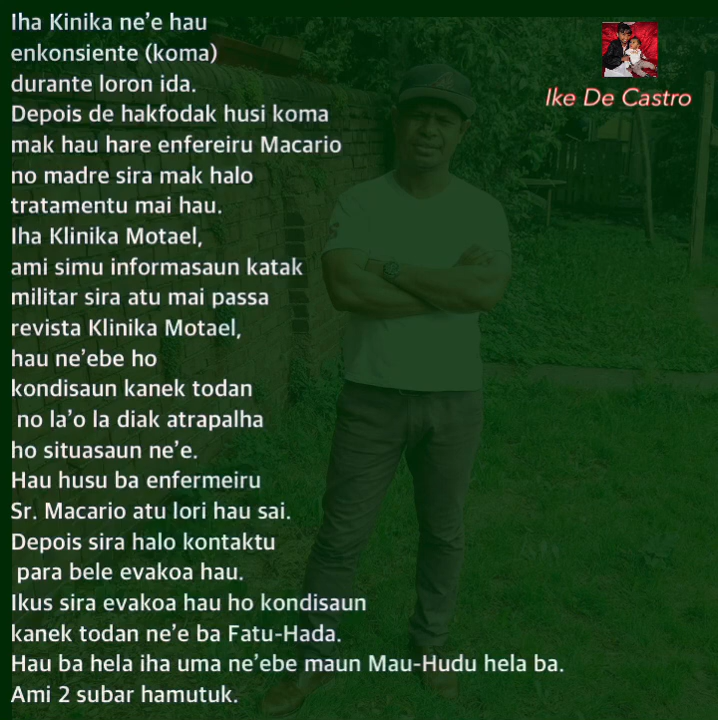 Iha Kinika ne’e hau
enkonsiente (koma)
durante loron ida.
Depois de hakfodak husi koma
mak hau hare enfereiru Macario
no madre sira mak halo
tratamentu mai hau.
Iha Klinika Motael,
ami simu informasaun katak
militar sira atu mai passa
revista Klinika Motael,
hau ne’ebe ho
kondisaun kanek todan
no la’o la diak atrapalha
ho situasaun ne’e.
Hau husu ba enfermeiru
Sr. Macario atu lori hau sai.
Depois sira halo kontaktu
para bele evakoa hau.
Ikus sira evakoa hau ho kondisaun
kanek todan ne’e ba Fatu-Hada.
Hau ba hela iha uma ne’ebe maun Mau-Hudu hela ba.
Ami 2 subar hamutuk.
Ike De Castro